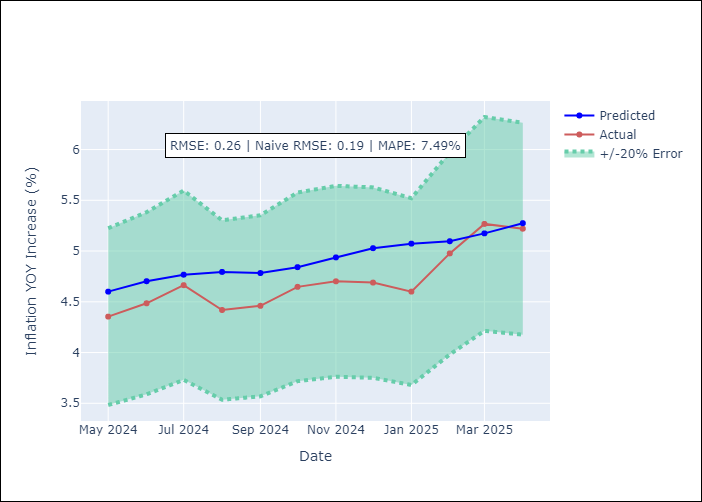 RMSE: 0.26 | Naive RMSE: 0.19 | MAPE: 7.49%
Predicted
Actual
+/-20% Error
Inflation YOY Increase (%)
6
5.5
5
4.5
4
3.5
May 2024
Jul 2024
Sep 2024
Nov 2024
Jan 2025
Mar 2025
Date